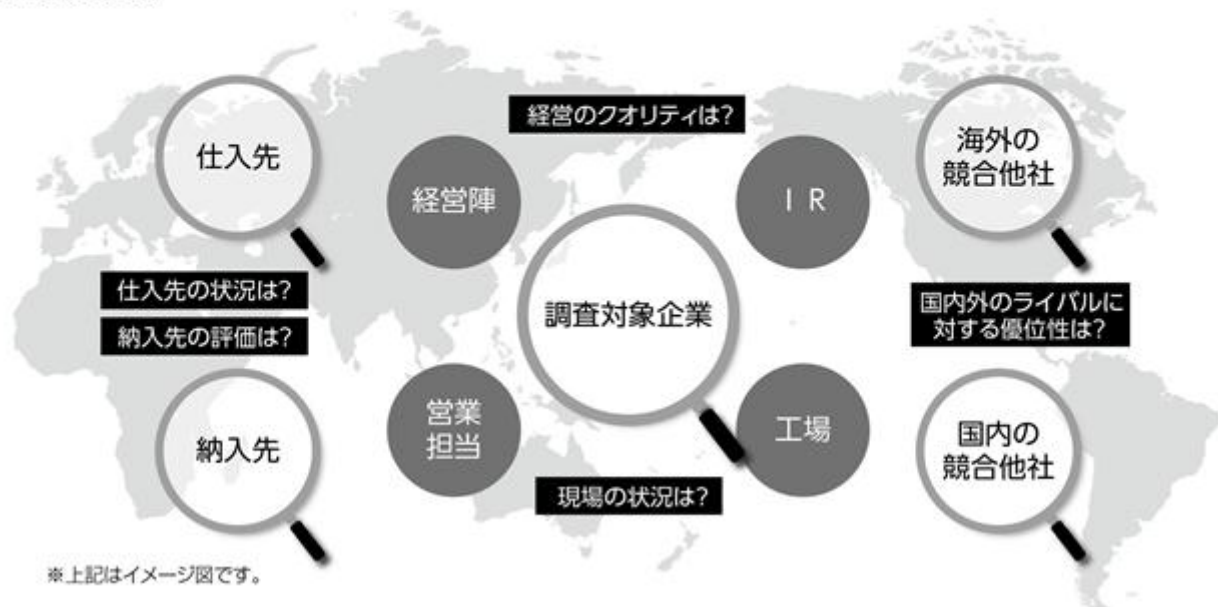 経営のクオリティは?
仕入先
経営陣
IR
海外の
競合他社
仕入先の状況は?
納入先の評価は?
調査対象企業
国内外のライバルに
対する優位性は?
納入先
営業
担当
工場
国内の
競合他社
現場の状況は?
※上記はイメージ図です。